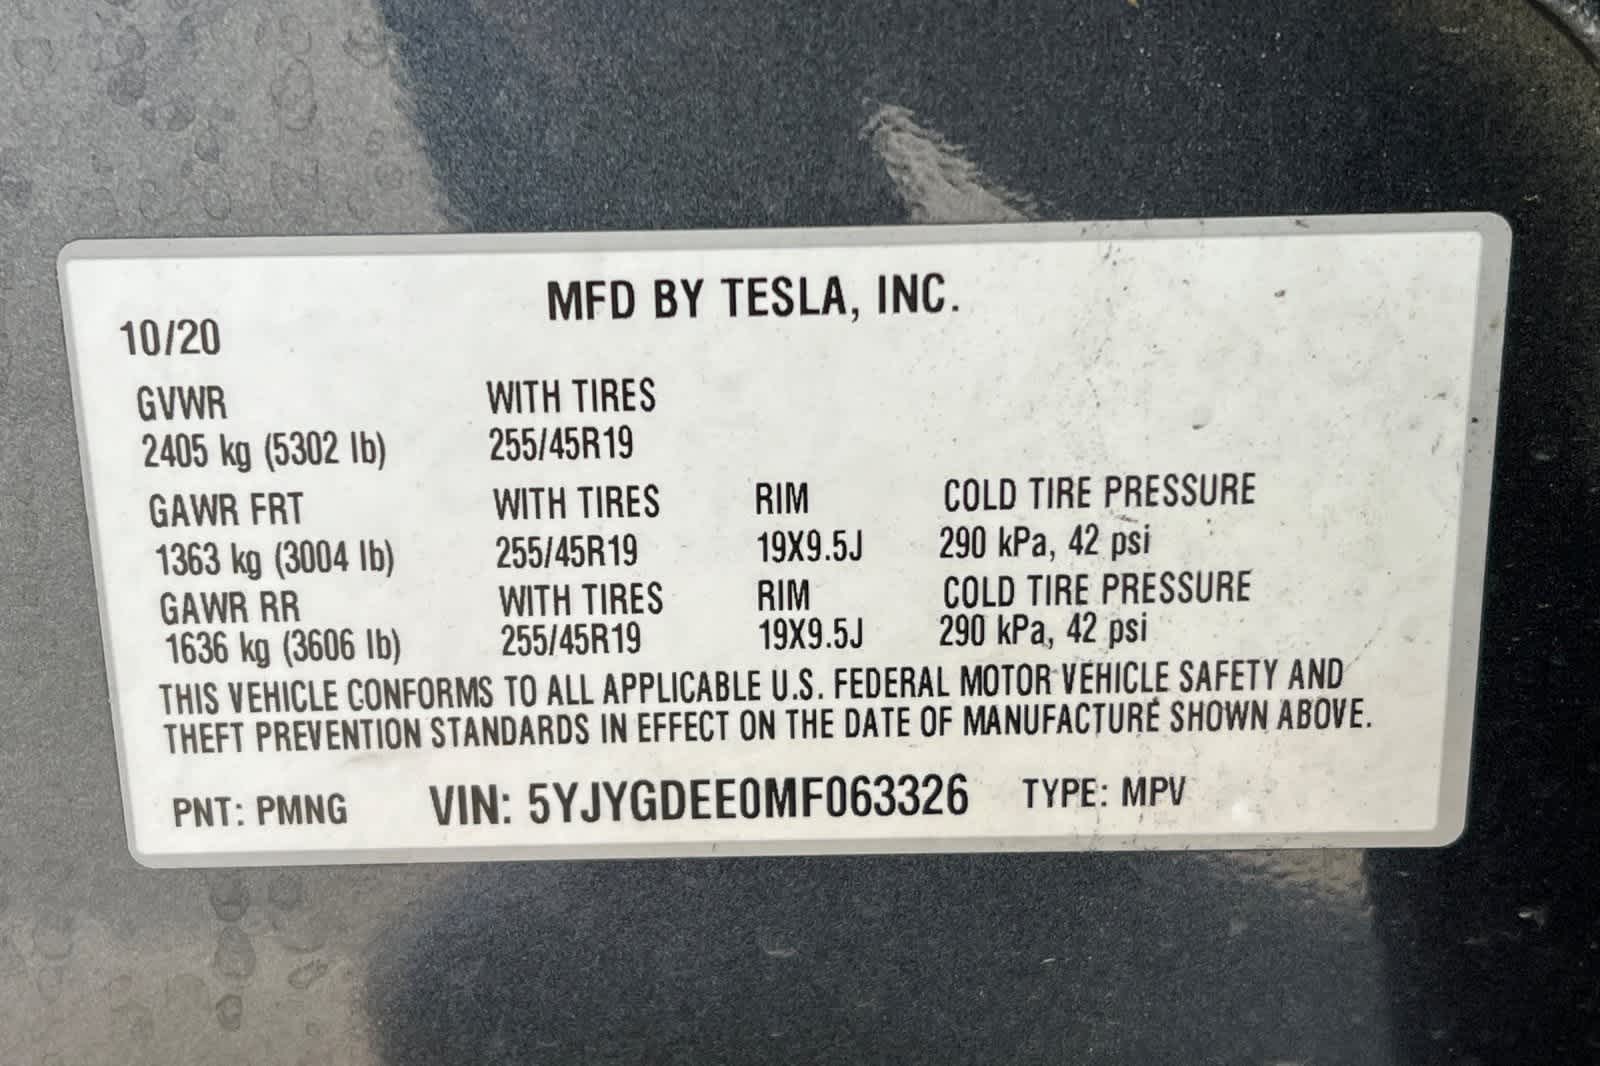 MFD BY TESLA, INC.
10/20
GVWR WITH TIRES
2405 kg (5302 lb) 255/45R19
GAWR FRT WITH TIRES RIM COLD TIRE PRESSURE
1363 kg (3004 lb) 255/45R19 19X9.5J 290 kPa, 42 psi
GAWR RR WITH TIRES RIM COLD TIRE PRESSURE
1636 kg (3606 lb) 255/45R19 19X9.5J 290 kPa, 42 psi
THIS VEHICLE CONFORMS TO ALL APPLICABLE U.S. FEDERAL MOTOR VEHICLE SAFETY AND
THEFT PREVENTION STANDARDS IN EFFECT ON THE DATE OF MANUFACTURE SHOWN ABOVE.
PNT: PMNG VIN: 5YJYGDEE0MF063326 TYPE: MPV